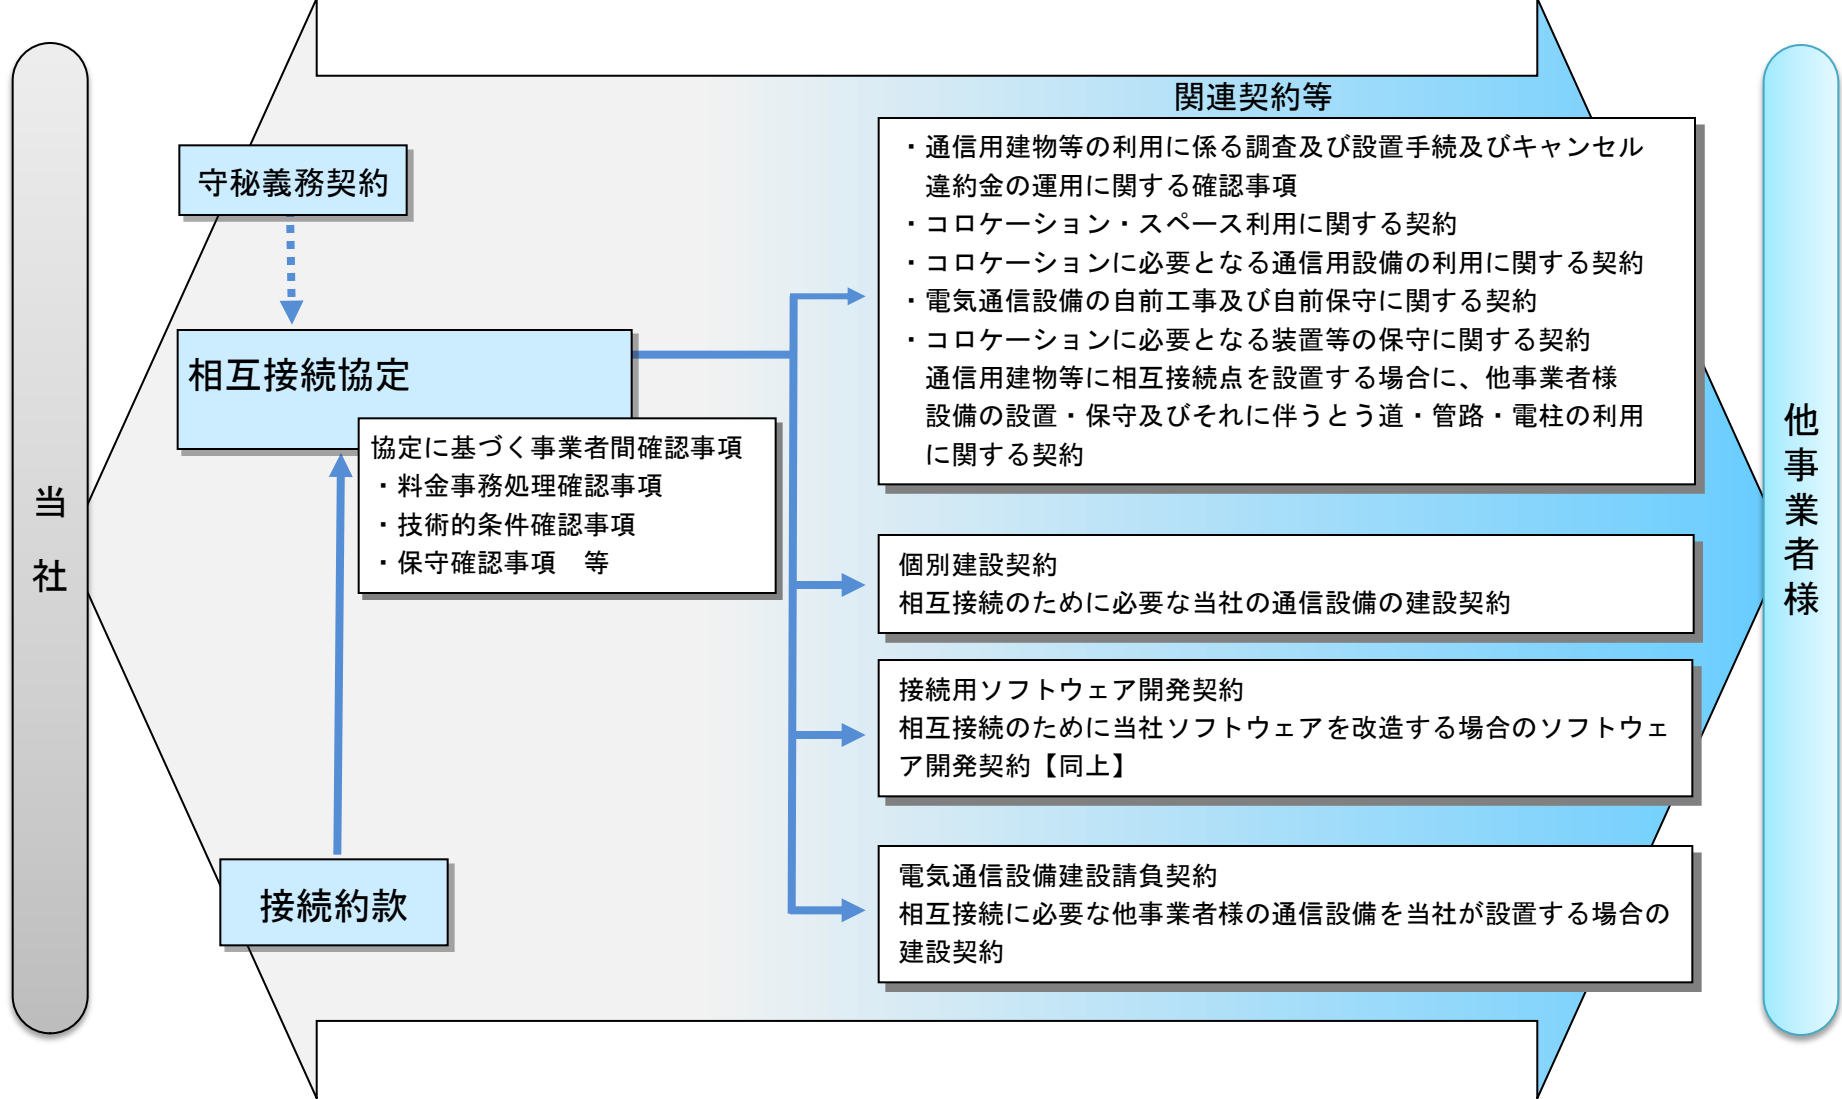 関連契約等
守秘義務契約
相互接続協定
協定に基づく事業者間確認事項
・料金事務処理確認事項
・技術的条件確認事項
・保守確認事項　等
接続約款
・通信用建物等の利用に係る調査及び設置手続及びキャンセル
違約金の運用に関する確認事項
・コロケーション・スペース利用に関する契約
・コロケーションに必要となる通信用設備の利用に関する契約
・電気通信設備の自前工事及び自前保守に関する契約
・コロケーションに必要となる装置等の保守に関する契約
通信用建物等に相互接続点を設置する場合に、他事業者様
設備の設置・保守及びそれに伴うとう道・管路・電柱の利用
に関する契約
個別建設契約
相互接続のために必要な当社の通信設備の建設契約
接続用ソフトウェア開発契約
相互接続のために当社ソフトウェアを改造する場合のソフトウェ
ア開発契約【同上】
電気通信設備建設請負契約
相互接続に必要な他事業者様の通信設備を当社が設置する場合の
建設契約
当社
他事業者様